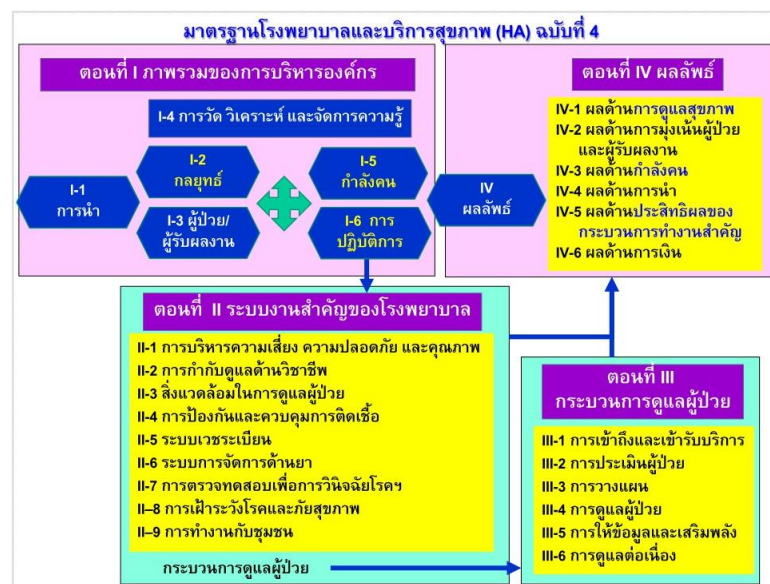 มาตรฐานโรงพยาบาลและบริการสุขภาพ (HA) ฉบับที่ 4
ตอนที่ I ภาพรวมของการบริหารองค์กร
I-4 การวัด วิเคราะห์ และจัดการความรู้
I-1
การนำ
I-2
กลยุทธ์
I-3 ผู้ป่วย/
ผู้รับผลงาน
I-5
กำลังคน
I-6 การ
ปฏิบัติการ
IV
ผลลัพธ์
ตอนที่ IV ผลลัพธ์
IV-1 ผลด้านการดูแลสุขภาพ
IV-2 ผลด้านการมุ่งเน้นผู้ป่วย
และผู้รับผลงาน
IV-3 ผลด้านกำลังคน
IV-4 ผลด้านการนำ
IV-5 ผลด้านประสิทธิผลของ
กระบวนการทำงานสำคัญ
IV-6 ผลด้านการเงิน
ตอนที่ II ระบบงานสำคัญของโรงพยาบาล
II-1 การบริหารความเสี่ยง ความปลอดภัย และคุณภาพ
II-2 การกำกับดูแลด้านวิชาชีพ
II-3 สิ่งแวดล้อมในการดูแลผู้ป่วย
II-4 การป้องกันและควบคุมการติดเชื้อ
II-5 ระบบเวชระเบียน
II-6 ระบบการจัดการด้านยา
II-7 การตรวจทดสอบเพื่อการวินิจฉัยโรคฯ
II–8 การเฝ้าระวังโรคและภัยสุขภาพ
II–9 การทำงานกับชุมชน
กระบวนการดูแลผู้ป่วย
ตอนที่ III
กระบวนการดูแลผู้ป่วย
III-1 การเข้าถึงและเข้ารับบริการ
III-2 การประเมินผู้ป่วย
III-3 การวางแผน
III-4 การดูแลผู้ป่วย
III-5 การให้ข้อมูลและเสริมพลัง
III-6 การดูแลต่อเนื่อง